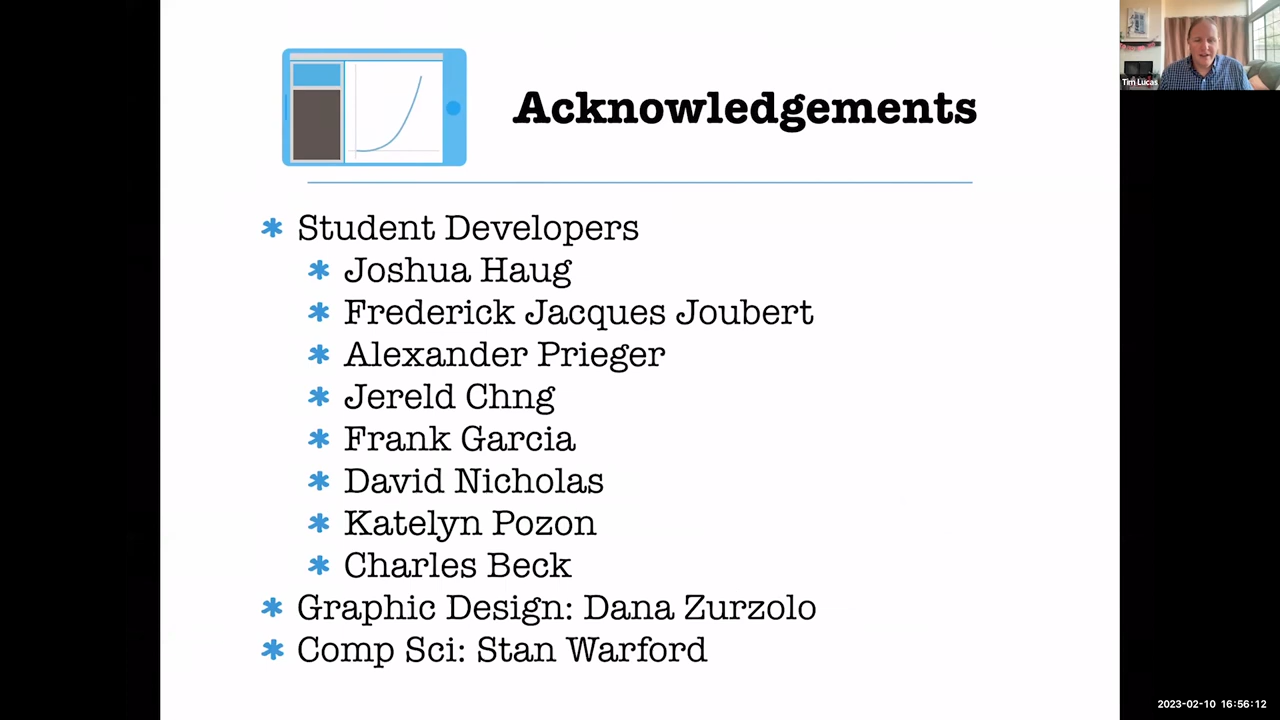 Acknowledgements
Tim Lucas
* Student Developers
* Joshua Haug
* Frederick Jacques Joubert
* Alexander Prieger
* Jereld Chng
* Frank Garcia
* David Nicholas
* Katelyn Pozon
* Charles Beck
* Graphic Design: Dana Zurzolo
* Comp Sci: Stan Warford
2023-02-10 16:56:12